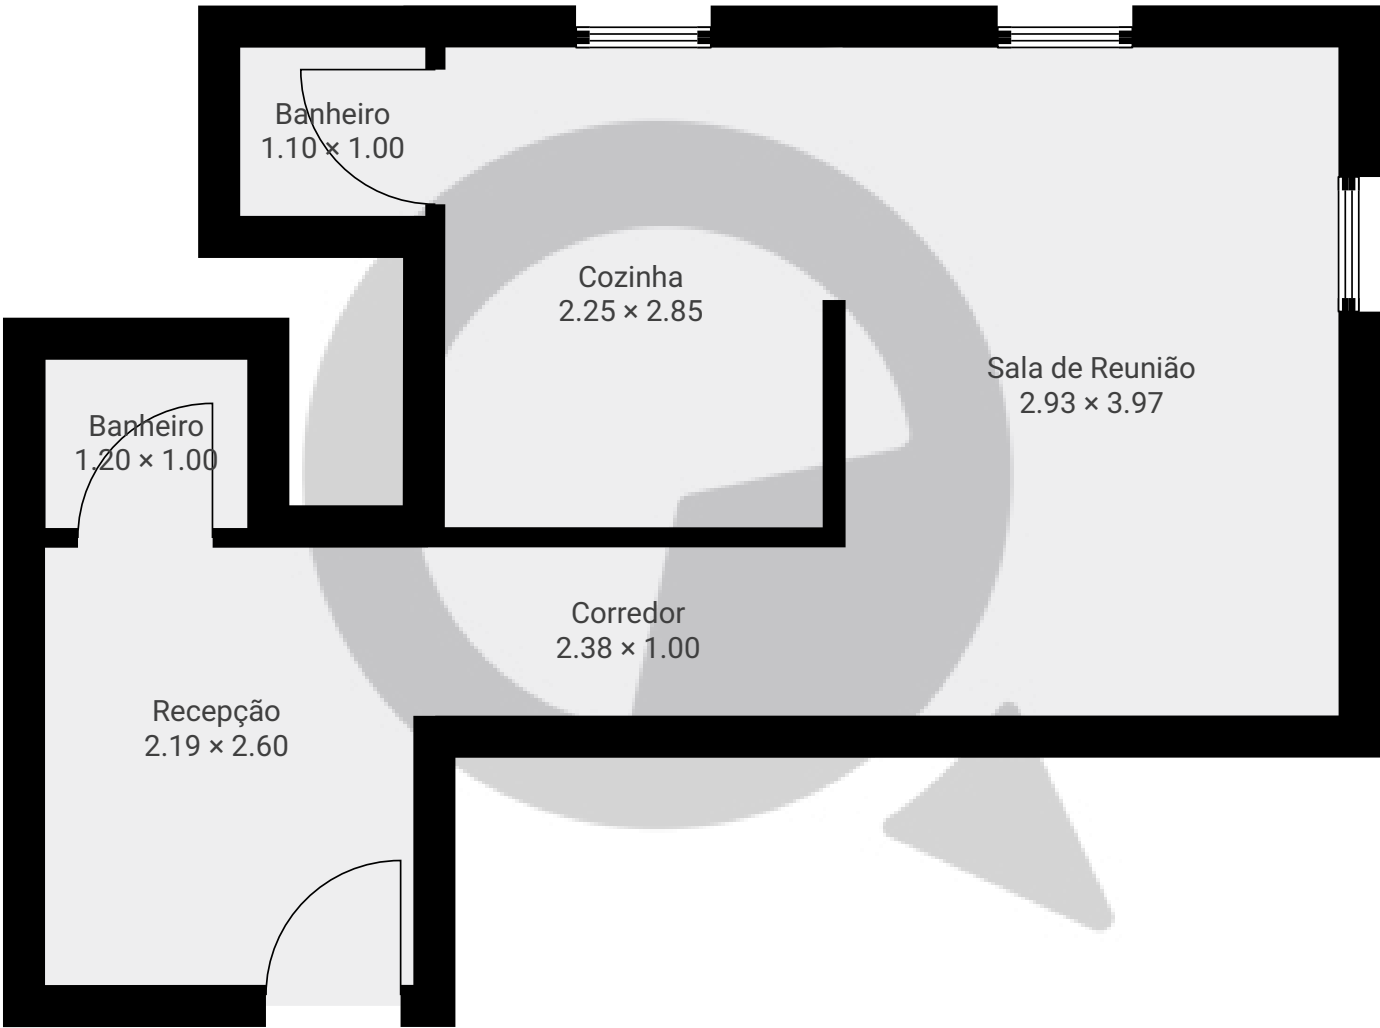 Banheiro
1.10 × 1.00
Cozinha
2.25 × 2.85
Sala de Reunião
2.93 × 3.97
Banheiro
1.20 × 1.00
Corredor
2.38 × 1.00
Recepção
2.19 × 2.60